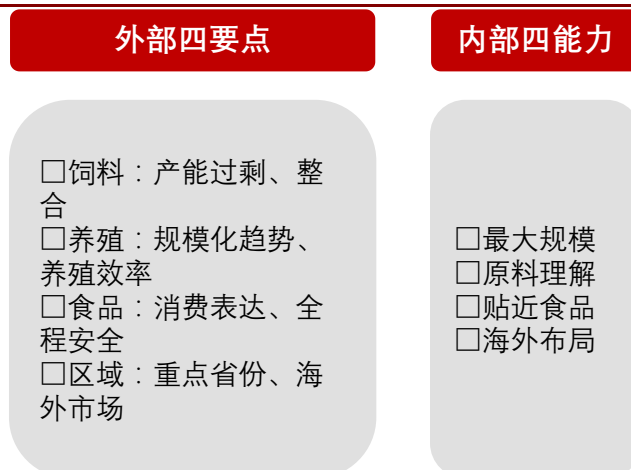 外部四要点
□饲料：产能过剩、整
合
□养殖：规模化趋势、
养殖效率
□食品：消费表达、全
程安全
□区域：重点省份、海
外市场
内部四能力
□最大规模
□原料理解
□贴近食品
□海外布局